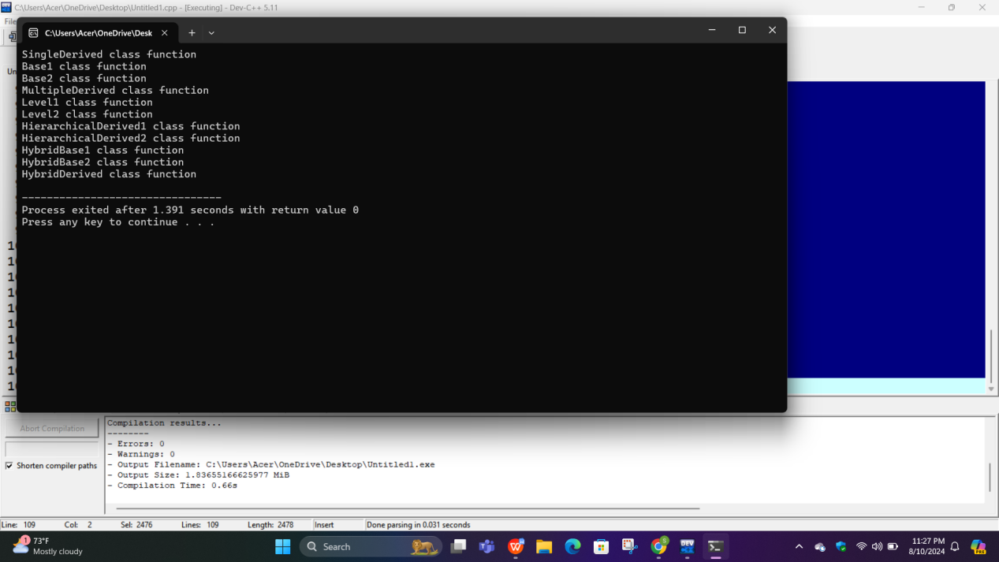 C:\Users\Acer\OneDrive\Desktop\Untitled1.cpp - [Executing] - Dev-C++ 5.11
File
C:\Users\Acer\OneDrive\Desk
SingleDerived class function
Base1 class function
Base2 class function
MultipleDerived class function
Level1 class function
Level2 class function
HierarchicalDerived1 class function
HierarchicalDerived2 class function
HybridBase1 class function
HybridBase2 class function
HybridDerived class function
--------------------------------
Process exited after 1.391 seconds with return value 0
Press any key to continue . . .
Abort Compilation
Shorten compiler paths
Compilation results...
--------
- Errors: 0
- Warnings: 0
- Output Filename: C:\Users\Acer\OneDrive\Desktop\Untitled1.exe
- Output Size: 1.83655166625977 MiB
- Compilation Time: 0.66s
Line: 109 Col: 2 Sel: 2476 Lines: 109 Length: 2478 Insert Done parsing in 0.031 seconds
1
73°F
Mostly cloudy
Search
DEV
PRE
11:27 PM
8/10/2024